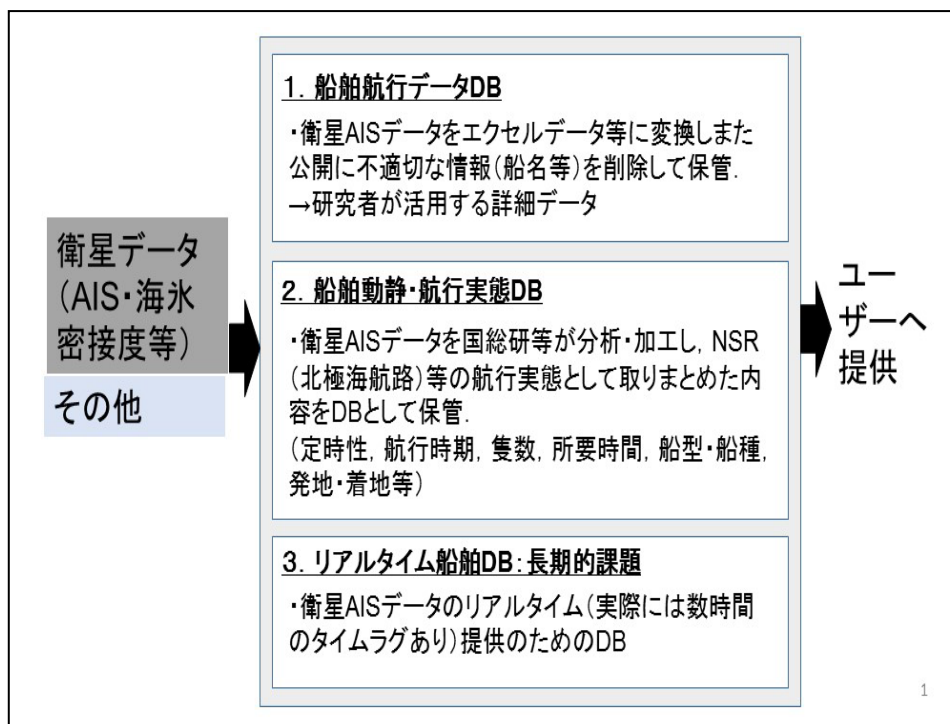 衛星データ
(AIS・海氷
密接度等)
その他
1. 船舶航行データDB
・衛星AISデータをエクセルデータ等に変換しまた
公開に不適切な情報(船名等)を削除して保管.
→研究者が活用する詳細データ
2. 船舶動静・航行実態DB
・衛星AISデータを国総研等が分析・加工し, NSR
(北極海航路)等の航行実態として取りまとめた内
容をDBとして保管.
(定時性, 航行時期, 隻数, 所要時間, 船型・船種,
発地・着地等)
3. リアルタイム船舶DB:長期的課題
・衛星AISデータのリアルタイム(実際には数時間
のタイムラグあり)提供のためのDB
ユー
ザーへ
提供
1